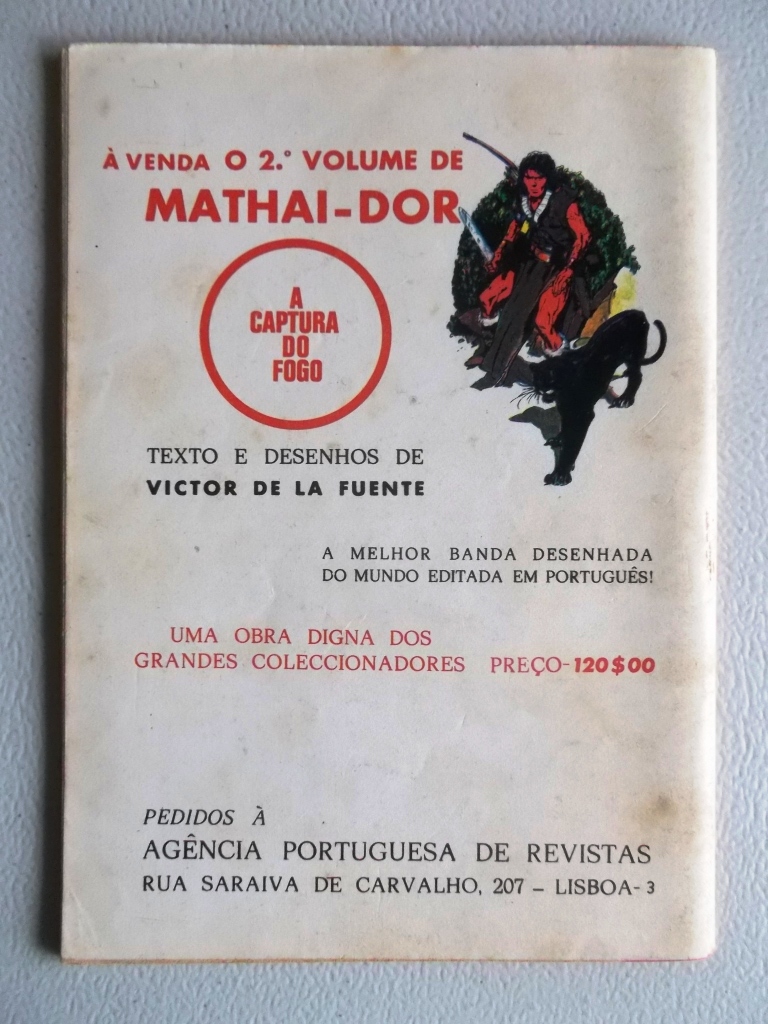 À VENDA O 2.º VOLUME DE
MATHAI-DOR
A
CAPTURA
DO
FOGO
TEXTO E DESENHOS DE
VICTOR DE LA FUENTE
A MELHOR BANDA DESENHADA
DO MUNDO EDITADA EM PORTUGUÊS!
UMA OBRA DIGNA DOS
GRANDES COLECCIONADORES PREÇO-120$00
PEDIDOS À
AGÊNCIA PORTUGUESA DE REVISTAS
RUA SARAIVA DE CARVALHO, 207 – LISBOA-3